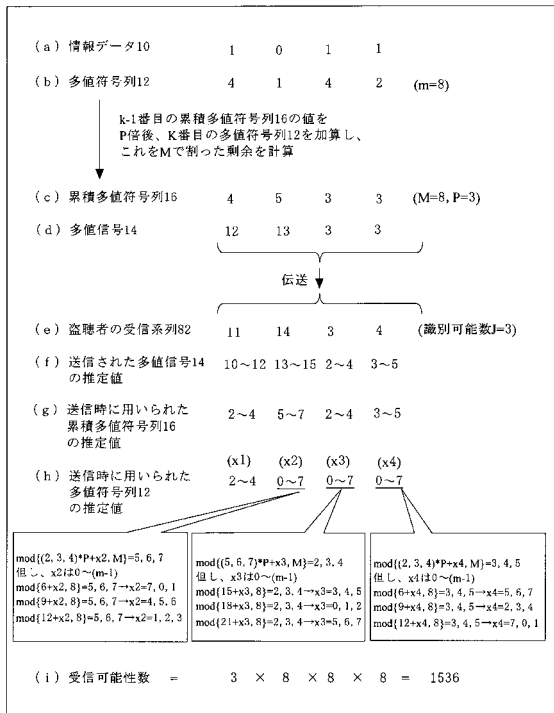 (a) 情報データ10 1 0 1 1
(b) 多値符号列12 4 1 4 2 (m=8)
k-1番目の累積多値符号列16の値を
P倍後、K番目の多値符号列12を加算し、
これをMで割った剰余を計算
(c) 累積多値符号列16 4 5 3 3 (M=8, P=3)
(d) 多値信号14 12 13 3 3
伝送
(e) 盗聴者の受信系列82 11 14 3 4 (識別可能数J=3)
(f) 送信された多値信号14 10~12 13~15 2~4 3~5
の推定値
(g) 送信時に用いられた 2~4 5~7 2~4 3~5
累積多値符号列16
の推定値
(x1) (x2) (x3) (x4)
(h) 送信時に用いられた 2~4 0~7 0~7 0~7
多値符号列12
の推定値
mod{(2, 3, 4)*P+x2, M}=5, 6, 7
但し、x2は0~(m-1)
mod{6+x2, 8}=5, 6, 7→x2=7, 0, 1
mod{9+x2, 8}=5, 6, 7→x2=4, 5, 6
mod{12+x2, 8}=5, 6, 7→x2=1, 2, 3
mod{(5, 6, 7)*P+x3, M}=2, 3, 4
但し、x3は0~(m-1)
mod{15+x3, 8}=2, 3, 4→x3=3, 4, 5
mod{18+x3, 8}=2, 3, 4→x3=0, 1, 2
mod{21+x3, 8}=2, 3, 4→x3=5, 6, 7
mod{(2, 3, 4)*P+x4, M}=3, 4, 5
但し、x4は0~(m-1)
mod{6+x4, 8}=3, 4, 5→x4=5, 6, 7
mod{9+x4, 8}=3, 4, 5→x4=2, 3, 4
mod{12+x4, 8}=3, 4, 5→x4=7, 0, 1
(i) 受信可能性数 = 3 × 8 × 8 × 8 = 1536